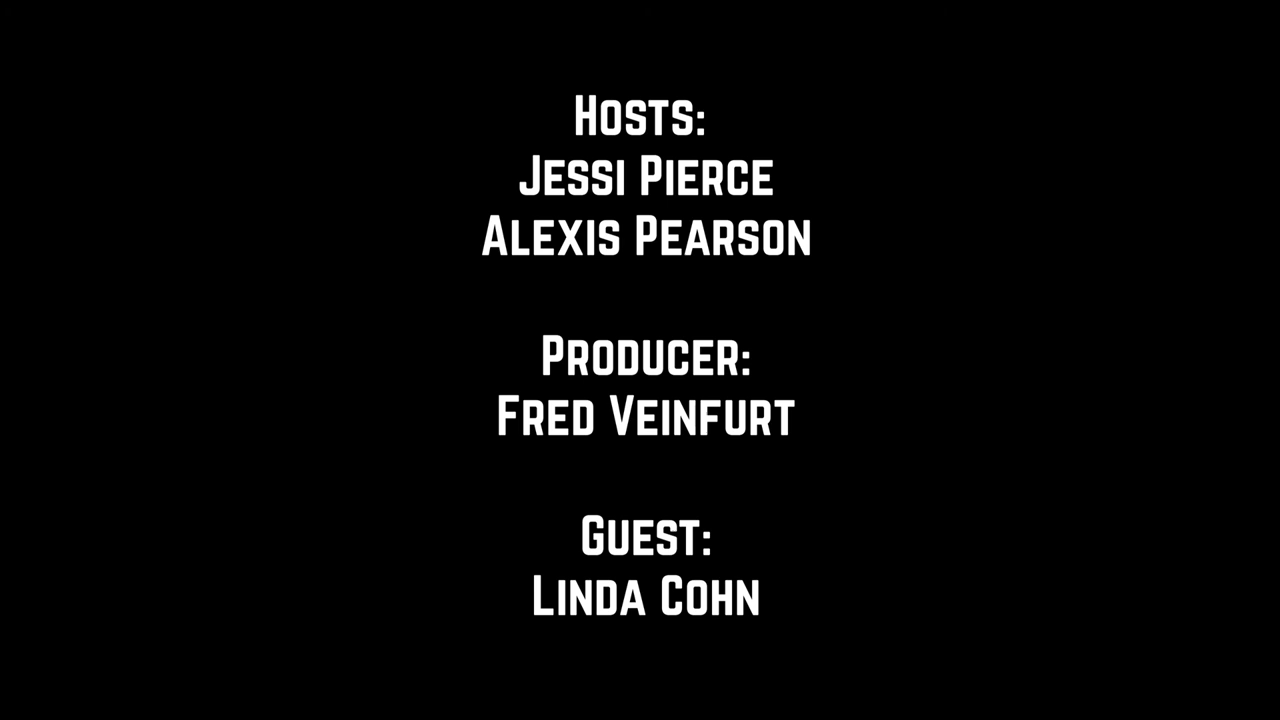 Hosts:
Jessi Pierce
Alexis Pearson
Producer:
Fred Veinfurt
Guest:
Linda Cohn